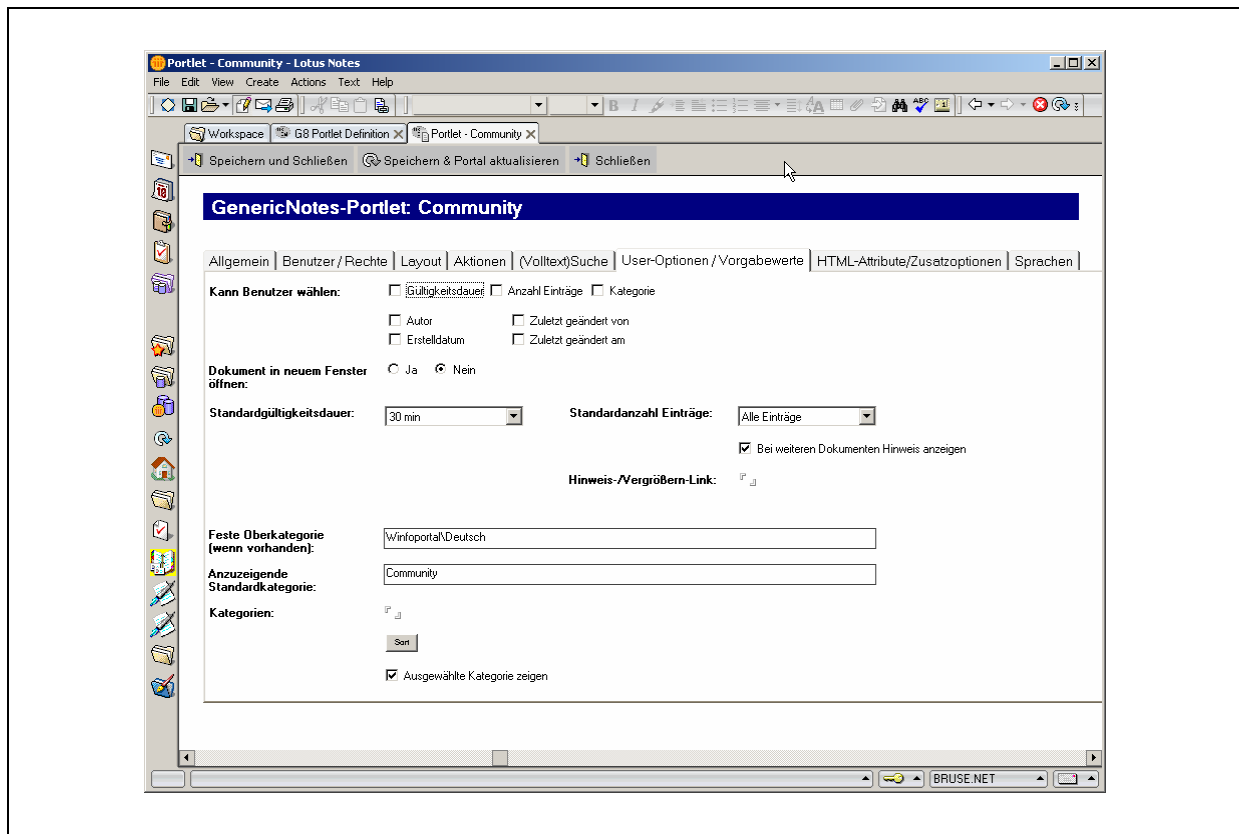 Portlet - Community - Lotus Notes
File Edit View Create Actions Text Help
Workspace G8 Portlet Definition Portlet - Community
Speichern und Schließen Speichern & Portal aktualisieren Schließen
GenericNotes-Portlet: Community
Allgemein Benutzer / Rechte Layout Aktionen (Volltext)Suche User-Optionen / Vorgabewerte HTML-Attribute/Zusatzoptionen Sprachen
Kann Benutzer wählen: Gültigkeitsdauer Anzahl Einträge Kategorie
Autor Zuletzt geändert von
Erstelldatum Zuletzt geändert am
Dokument in neuem Fenster öffnen: Ja Nein
Standardgültigkeitsdauer: 30 min Standardanzahl Einträge: Alle Einträge
Bei weiteren Dokumenten Hinweis anzeigen
Hinweis-/Vergrößern-Link:
Feste Oberkategorie
(wenn vorhanden): Winfoportal\Deutsch
Anzuzeigende
Standardkategorie: Community
Kategorien:
Sort
Ausgewählte Kategorie zeigen
BRUSE.NET